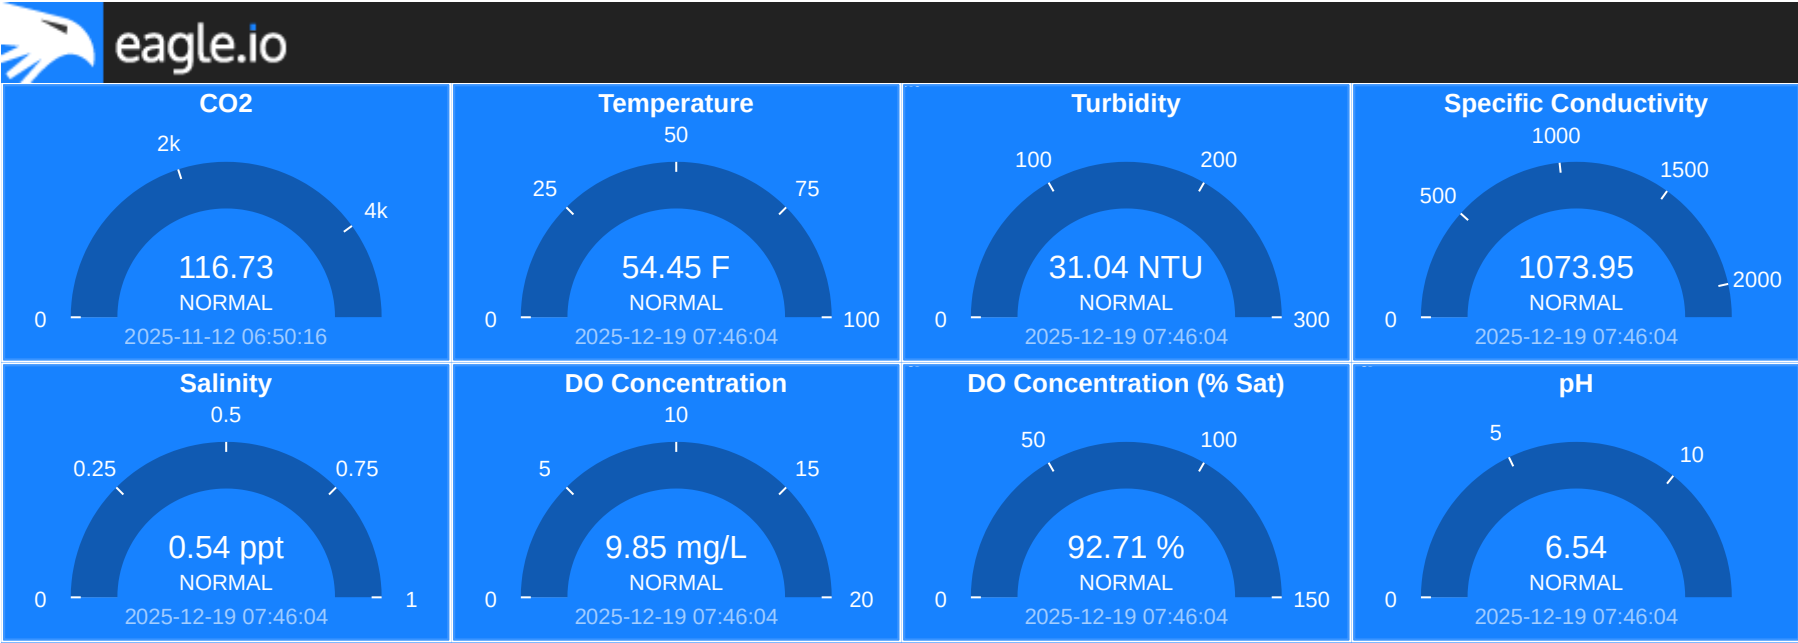 eagle.io
CO2
2k
4k
0
116.73
NORMAL
2025-11-12 06:50:16
Temperature
50
25
75
0
100
54.45 F
NORMAL
2025-12-19 07:46:04
Turbidity
100
200
0
300
31.04 NTU
NORMAL
2025-12-19 07:46:04
Specific Conductivity
1000
500
1500
2000
0
1073.95
NORMAL
2025-12-19 07:46:04
Salinity
0.5
0.25
0.75
0
1
0.54 ppt
NORMAL
2025-12-19 07:46:04
DO Concentration
10
5
15
0
20
9.85 mg/L
NORMAL
2025-12-19 07:46:04
DO Concentration (% Sat)
50
100
0
150
92.71 %
NORMAL
2025-12-19 07:46:04
pH
5
10
0
6.54
NORMAL
2025-12-19 07:46:04